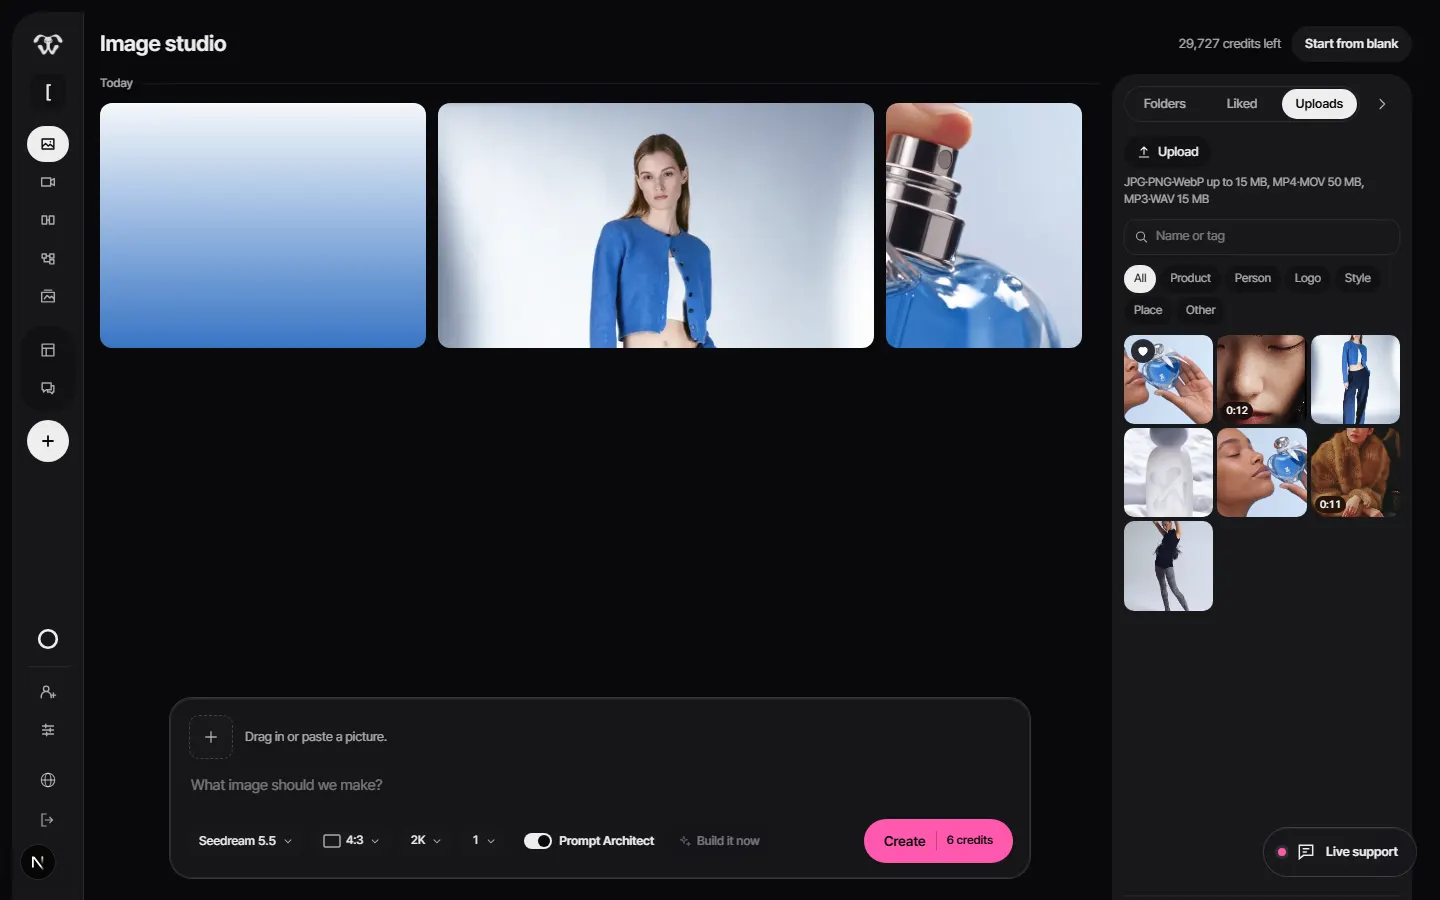 Image studio
29,727 credits left
Start from blank
Today
[
Folders
Liked
Uploads
Upload
JPG·PNG·WebP up to 15 MB, MP4·MOV 50 MB,
MP3·WAV 15 MB
Name or tag
All
Product
Person
Logo
Style
Place
Other
0:12
0:11
Drag in or paste a picture.
What image should we make?
Seedream 5.5
4:3
2K
1
Prompt Architect
Build it now
Create
6 credits
Live support
N